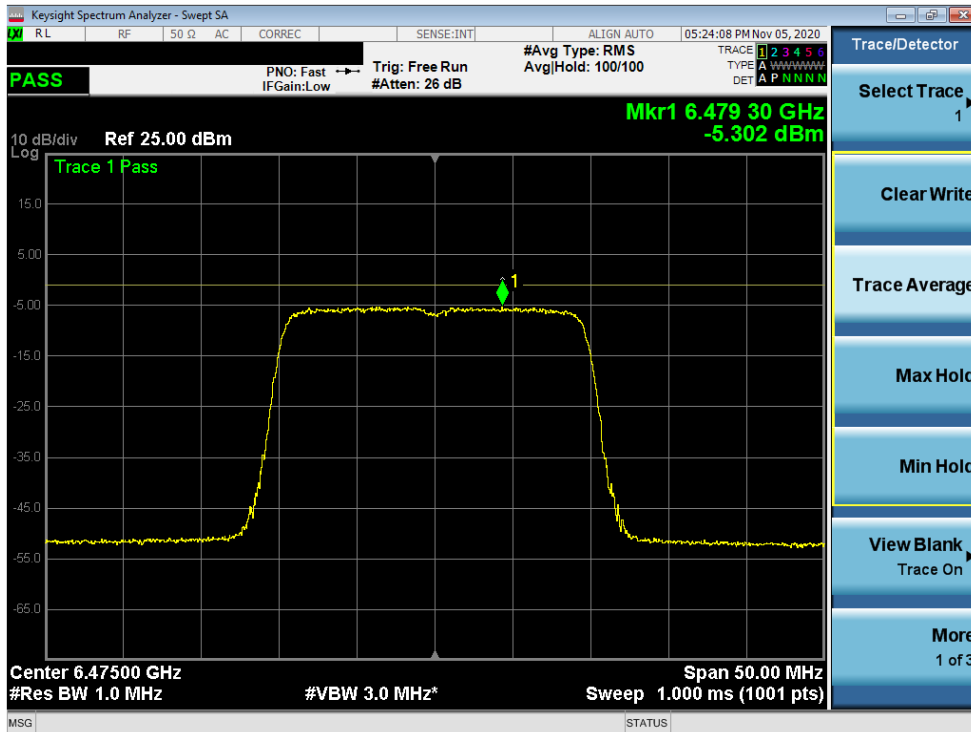 Keysight Spectrum Analyzer - Swept SA
LXI RL RF 50 Ω AC CORREC SENSE:INT ALIGN AUTO 05:24:08 PM Nov 05, 2020
PASS
PNO: Fast
IFGain:Low
Trig: Free Run
#Atten: 26 dB
#Avg Type: RMS
Avg|Hold: 100/100
TRACE 1 2 3 4 5 6
TYPE A WWWWW
DET A P N N N N
Mkr1 6.479 30 GHz
-5.302 dBm
10 dB/div
Log
Ref 25.00 dBm
Trace 1 Pass
15.0
5.00
-5.00
-15.0
-25.0
-35.0
-45.0
-55.0
-65.0
1
Center 6.47500 GHz
#Res BW 1.0 MHz
#VBW 3.0 MHz*
Span 50.00 MHz
Sweep 1.000 ms (1001 pts)
MSG
STATUS
Trace/Detector
Select Trace
1
Clear Write
Trace Average
Max Hold
Min Hold
View Blank
Trace On
More
1 of 3